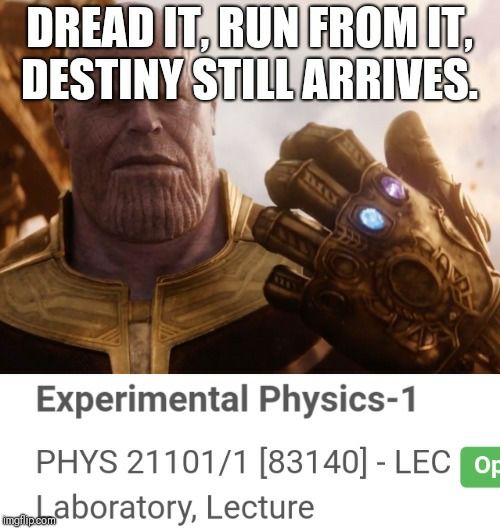 DREAD IT, RUN FROM IT,
DESTINY STILL ARRIVES.
Experimental Physics-1
PHYS 21101/1 [83140] - LEC Op
Laboratory, Lecture
imgflip.com